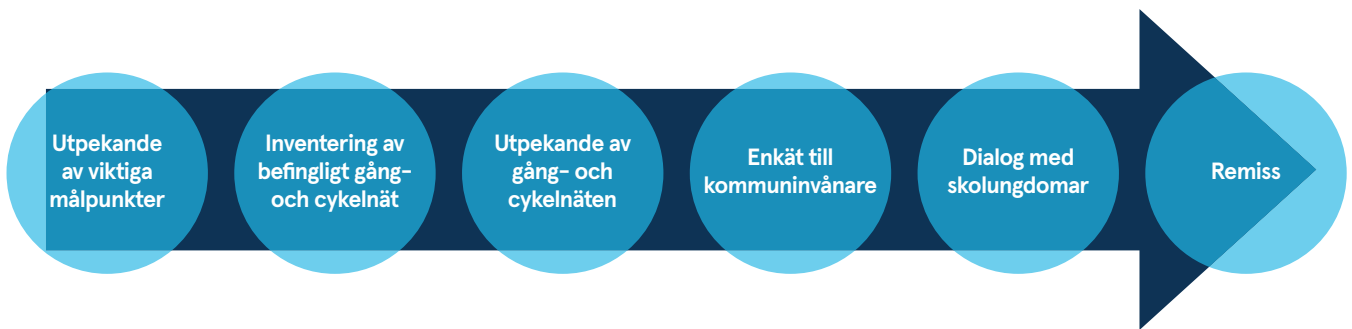 Utpekande
av viktiga
målpunkter
Inventering av
befingligt gång-
och cykelnät
Utpekande av
gång- och
cykelnäten
Enkät till
kommuninvånare
Dialog med
skolungdomar
Remiss